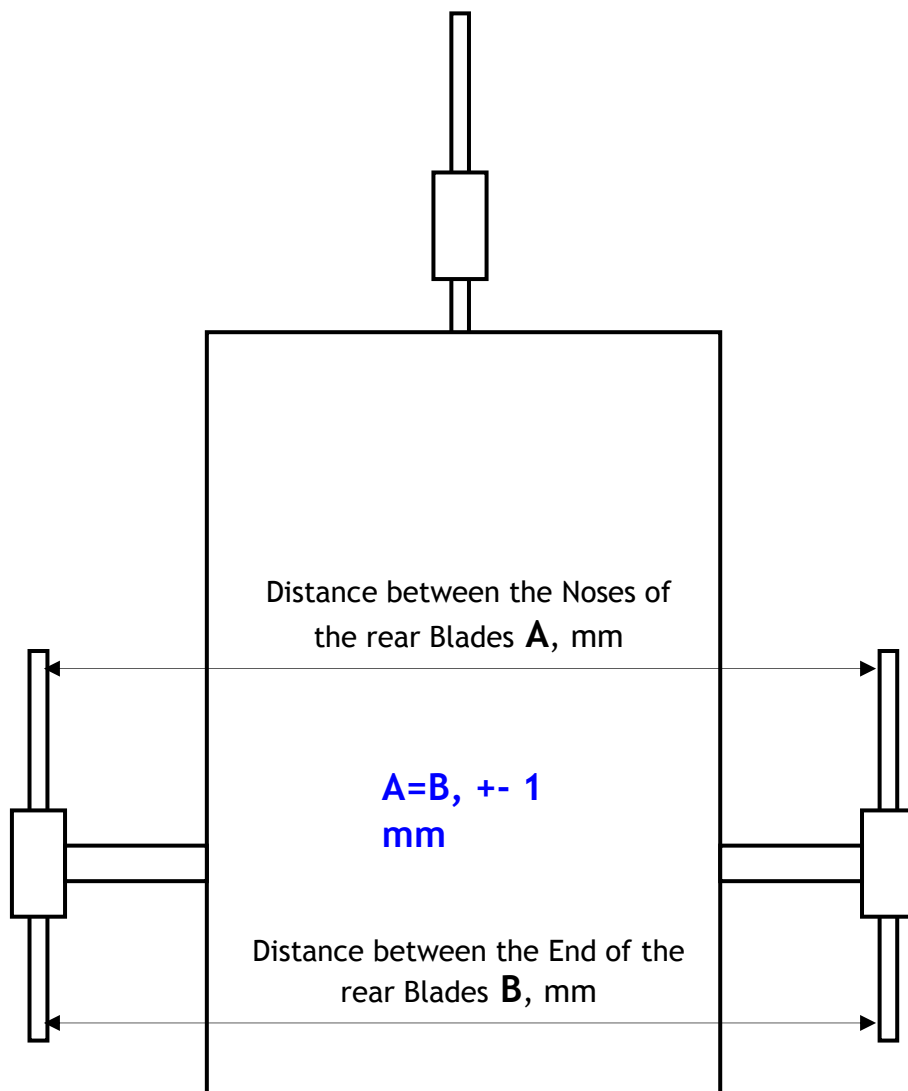 Distance between the Noses of
the rear Blades A, mm
A=B, +- 1
mm
Distance between the End of the
rear Blades B, mm